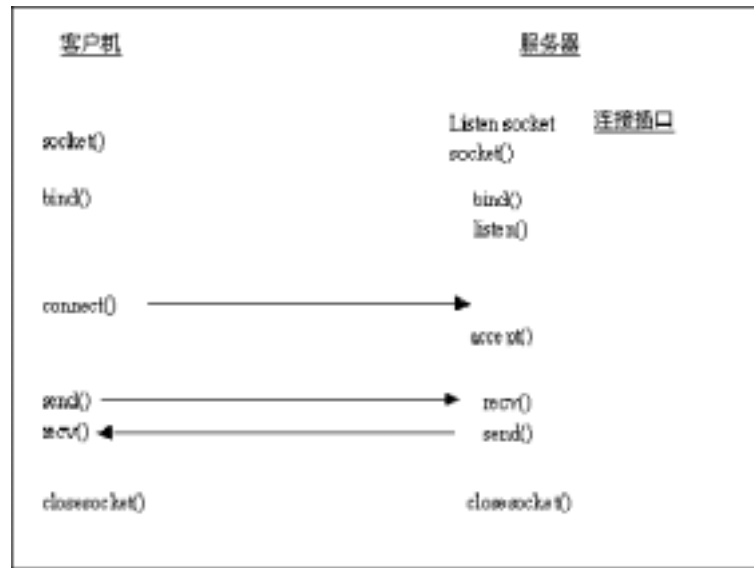 客户机
服务器
Listen socket 连接插口
socket()
socket()
bind()
bind()
listen()
connect()
accept()
send()
recv()
recv()
send()
closesocket()
closesocket()